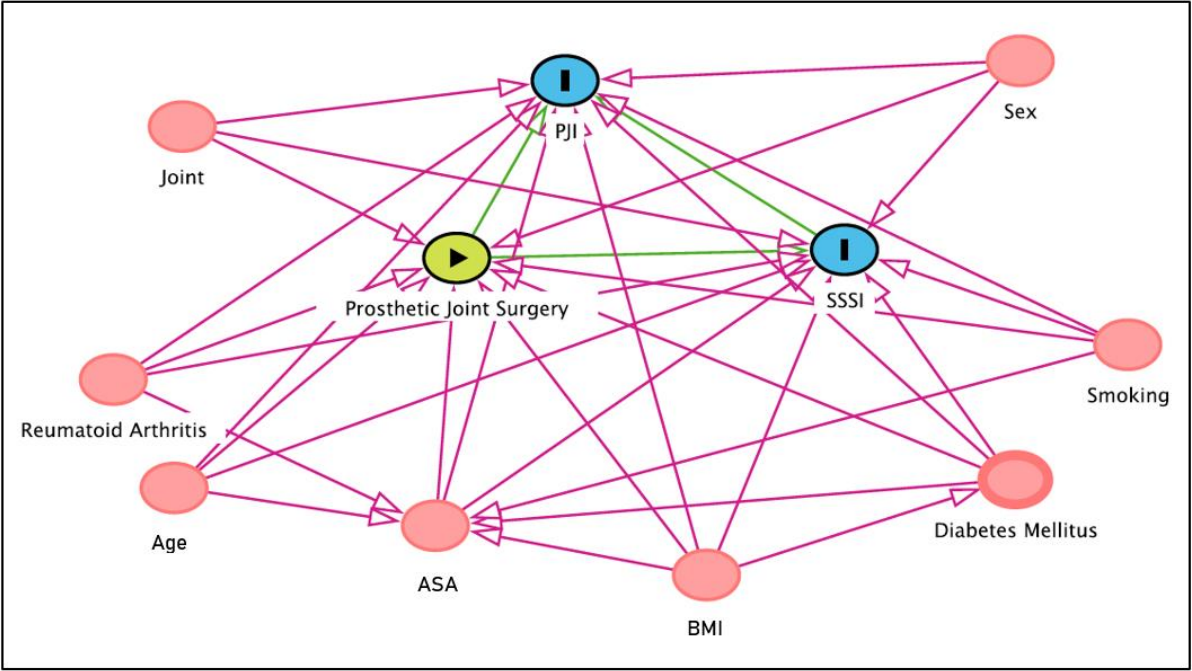 PJI
Sex
Joint
SSSI
Prosthetic Joint Surgery
Smoking
Reumatoid Arthritis
Diabetes Mellitus
Age
ASA
BMI